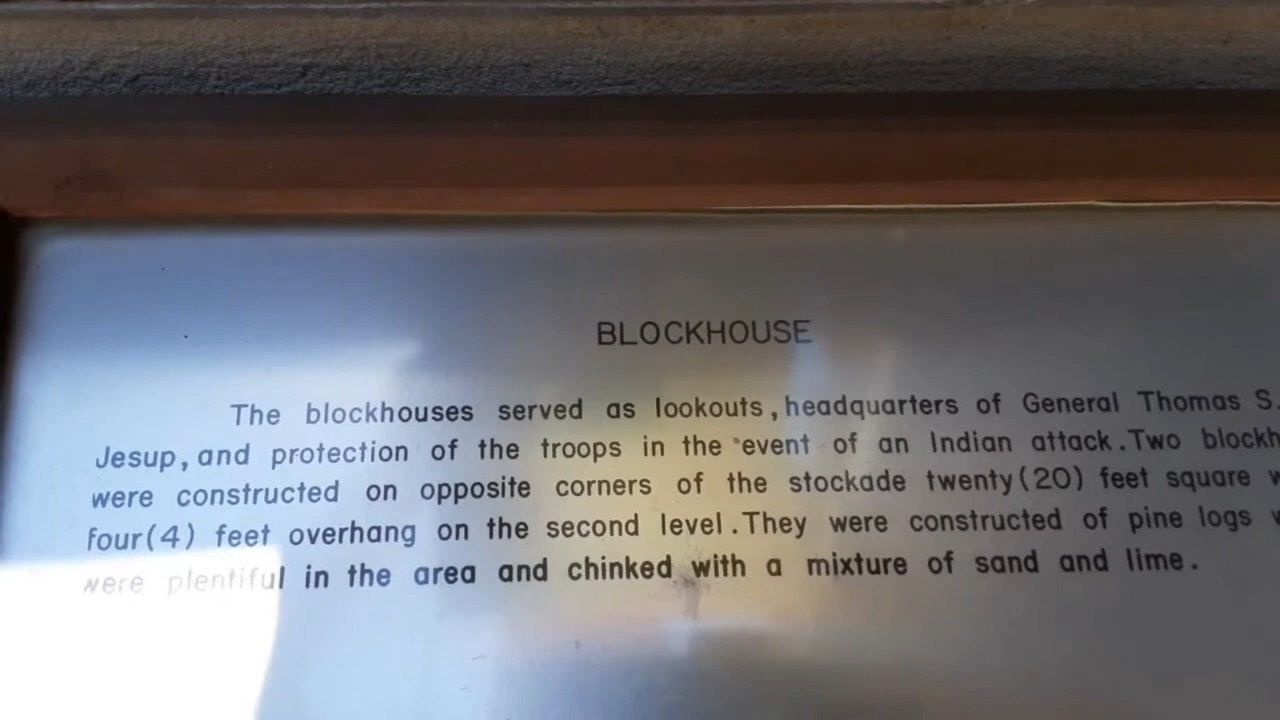 BLOCKHOUSE
The blockhouses served as lookouts, headquarters of General Thomas S.
Jesup, and protection of the troops in the event of an Indian attack. Two
were constructed on opposite corners of the stockade twenty (20) feet square
four (4) feet overhang on the second level. They were constructed of pine logs
were plentiful in the area and chinked with a mixture of sand and lime.